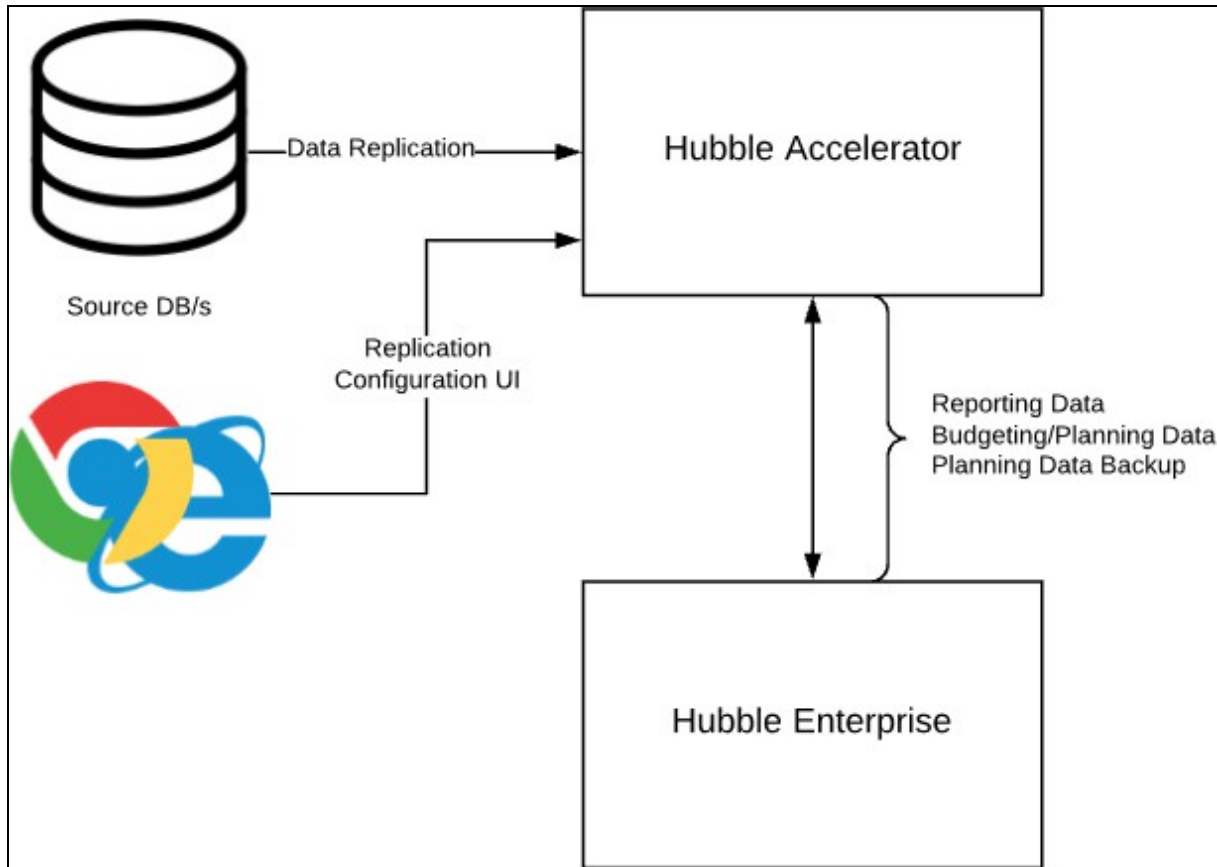 Hubble Accelerator
Data Replication
Source DB/s
Replication
Configuration UI
Reporting Data
Budgeting/Planning Data
Planning Data Backup
Hubble Enterprise